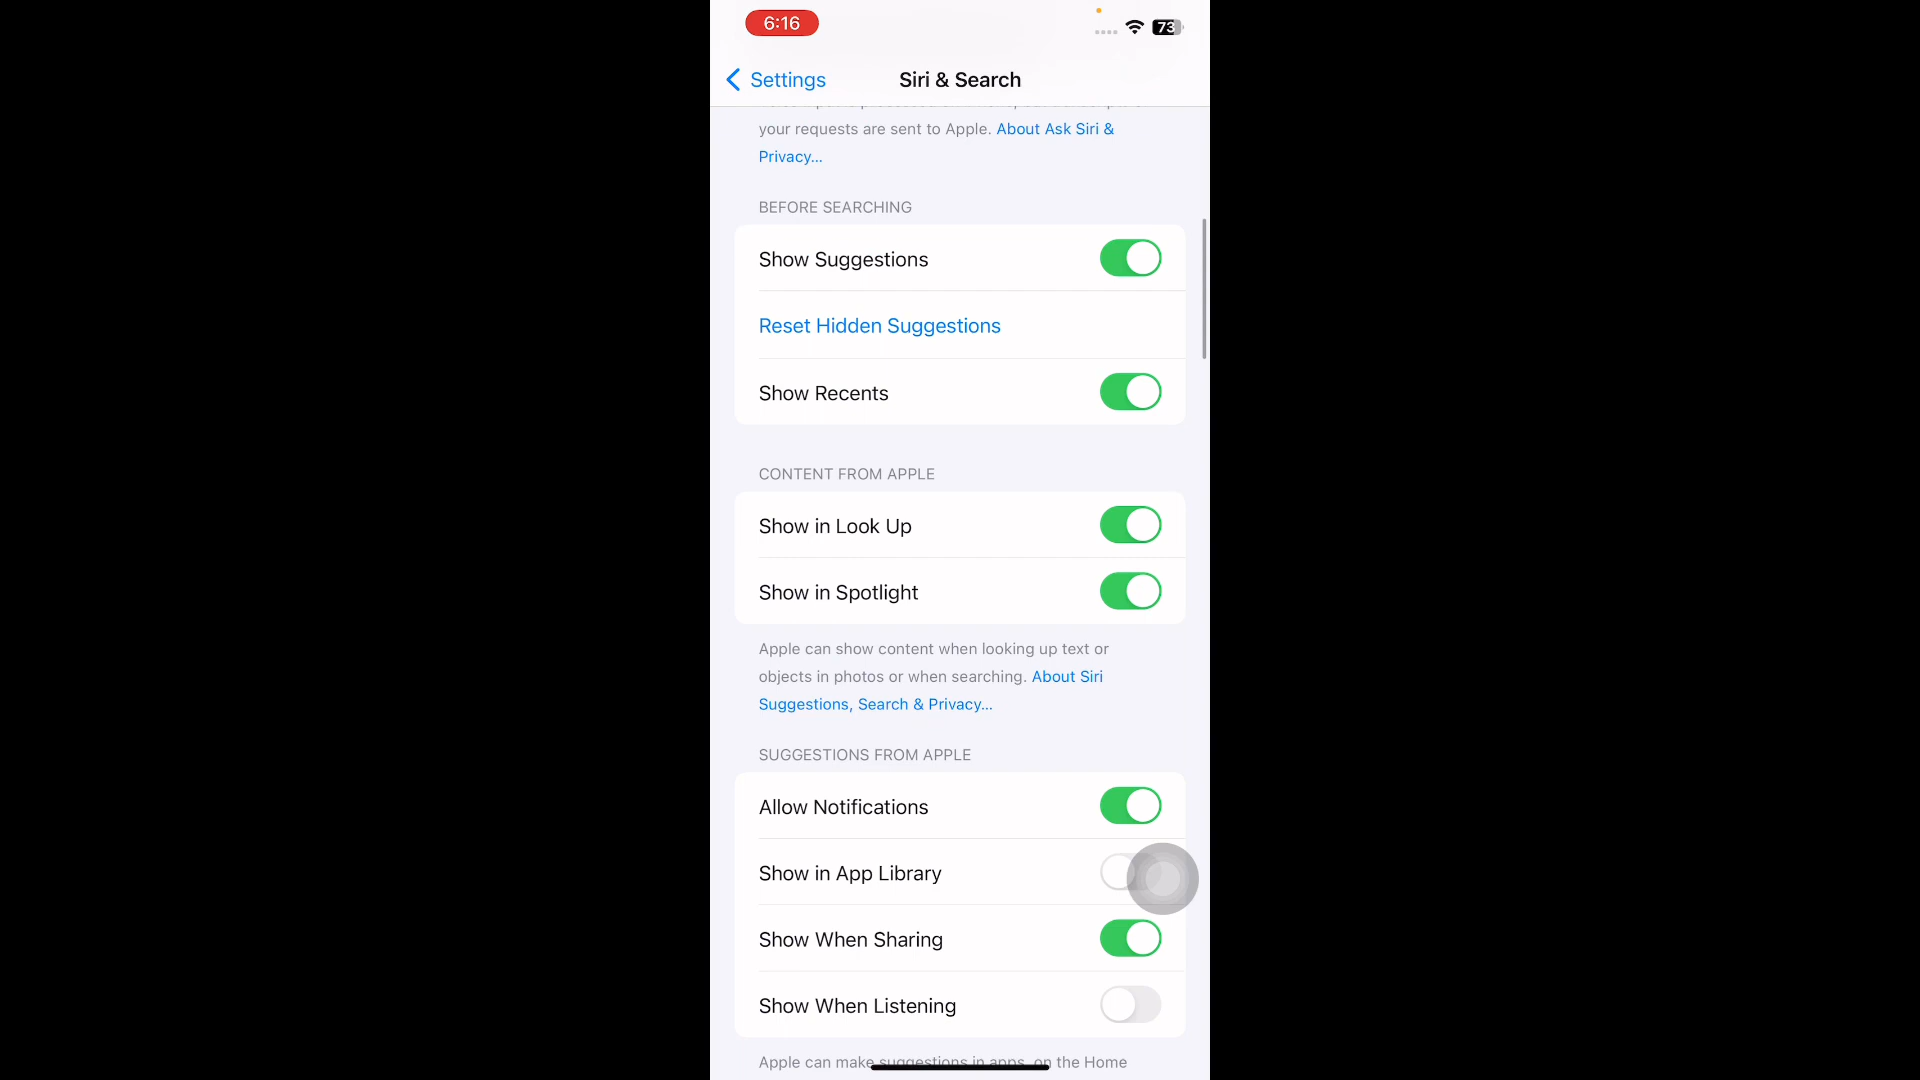 6:16
73
Settings
Siri & Search
your requests are sent to Apple. About Ask Siri &
Privacy...
BEFORE SEARCHING
Show Suggestions
Reset Hidden Suggestions
Show Recents
CONTENT FROM APPLE
Show in Look Up
Show in Spotlight
Apple can show content when looking up text or
objects in photos or when searching. About Siri
Suggestions, Search & Privacy...
SUGGESTIONS FROM APPLE
Allow Notifications
Show in App Library
Show When Sharing
Show When Listening
Apple can make suggestions in apps, on the Home